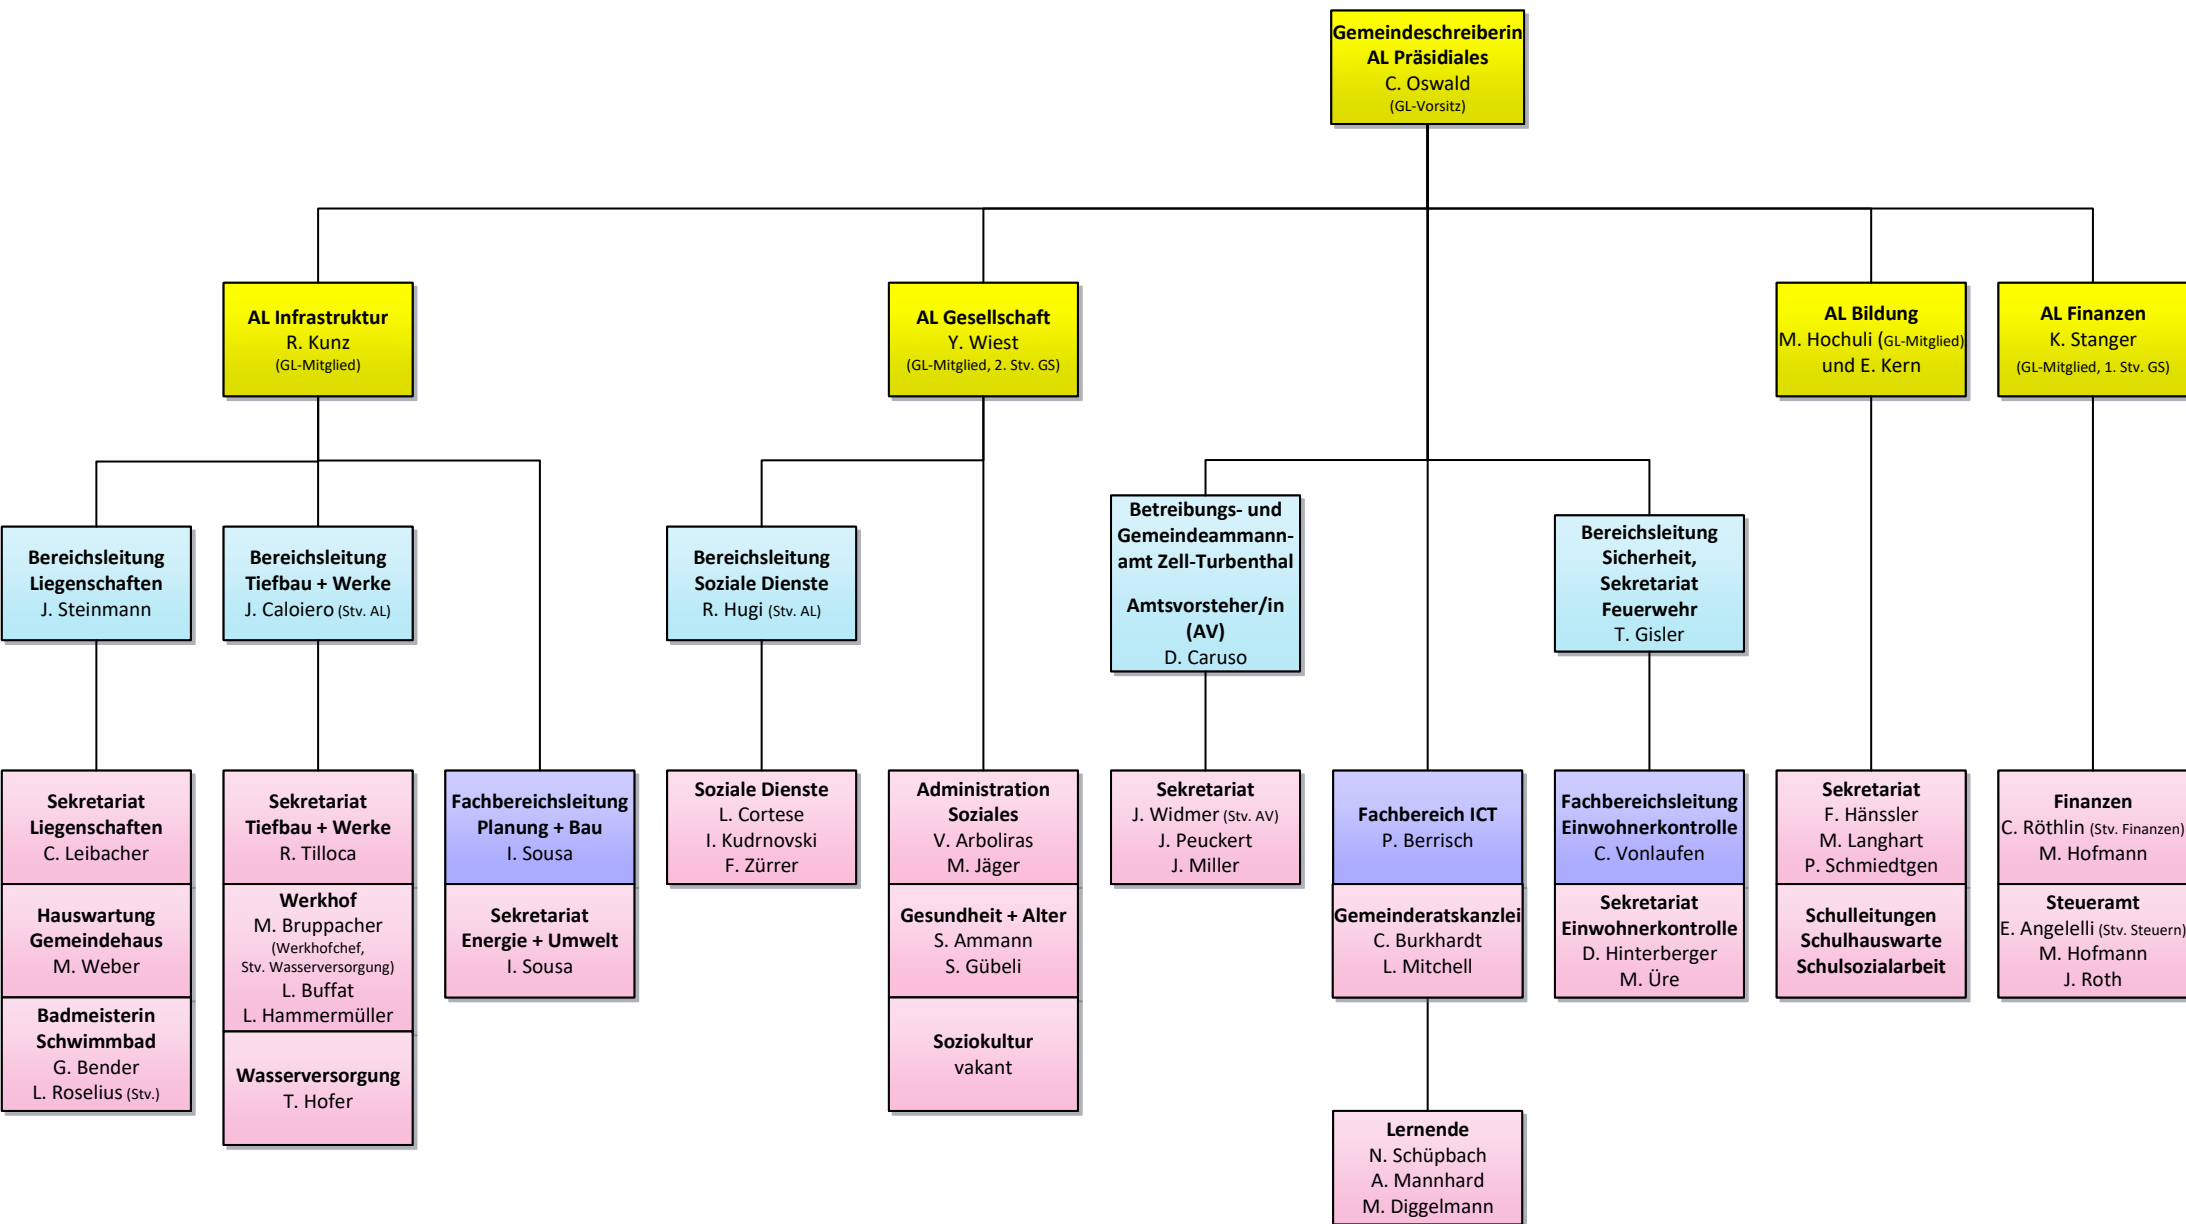 Gemeindeschreiberin
AL Präsidiales
C. Oswald
(GL-Vorsitz)
AL Infrastruktur
R. Kunz
(GL-Mitglied)
AL Gesellschaft
Y. Wiest
(GL-Mitglied, 2. Stv. GS)
AL Bildung
M. Hochuli (GL-Mitglied)
und E. Kern
AL Finanzen
K. Stanger
(GL-Mitglied, 1. Stv. GS)
Bereichsleitung
Liegenschaften
J. Steinmann
Bereichsleitung
Tiefbau + Werke
J. Caloiero (Stv. AL)
Bereichsleitung
Soziale Dienste
R. Hugi (Stv. AL)
Betreibungs- und
Gemeindeammann-
amt Zell-Turbenthal
Amtsvorsteher/in
(AV)
D. Caruso
Bereichsleitung
Sicherheit,
Sekretariat
Feuerwehr
T. Gisler
Sekretariat
Liegenschaften
C. Leibacher
Hauswartung
Gemeindehaus
M. Weber
Badmeisterin
Schwimmbad
G. Bender
L. Roselius (Stv.)
Sekretariat
Tiefbau + Werke
R. Tilloca
Werkhof
M. Bruppacher
(Werkhofchef,
Stv. Wasserversorgung)
L. Buffat
L. Hammermüller
Wasserversorgung
T. Hofer
Fachbereichsleitung
Planung + Bau
I. Sousa
Sekretariat
Energie + Umwelt
I. Sousa
Soziale Dienste
L. Cortese
I. Kudrnovski
F. Zürrer
Administration
Soziales
V. Arboliras
M. Jäger
Gesundheit + Alter
S. Ammann
S. Gübeli
Soziokultur
vakant
Sekretariat
J. Widmer (Stv. AV)
J. Peuckert
J. Miller
Fachbereich ICT
P. Berrisch
Gemeinderatskanzlei
C. Burkhardt
L. Mitchell
Lernende
N. Schüpbach
A. Mannhard
M. Diggelmann
Fachbereichsleitung
Einwohnerkontrolle
C. Vonlaufen
Sekretariat
Einwohnerkontrolle
D. Hinterberger
M. Üre
Sekretariat
F. Hänssler
M. Langhart
P. Schmiedtgen
Schulleitungen
Schulhauswarte
Schulsozialarbeit
Finanzen
C. Röthlin (Stv. Finanzen)
M. Hofmann
Steueramt
E. Angelelli (Stv. Steuern)
M. Hofmann
J. Roth